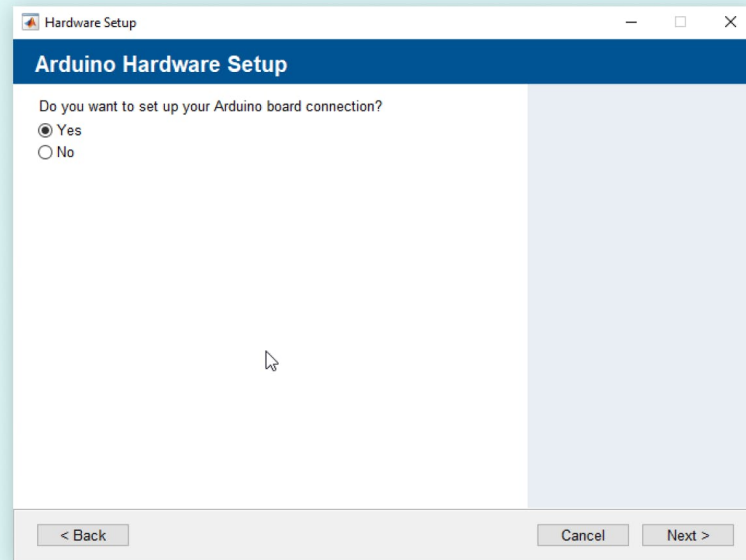 Hardware Setup
Arduino Hardware Setup
Do you want to set up your Arduino board connection?
Yes
No
< Back
Cancel
Next >